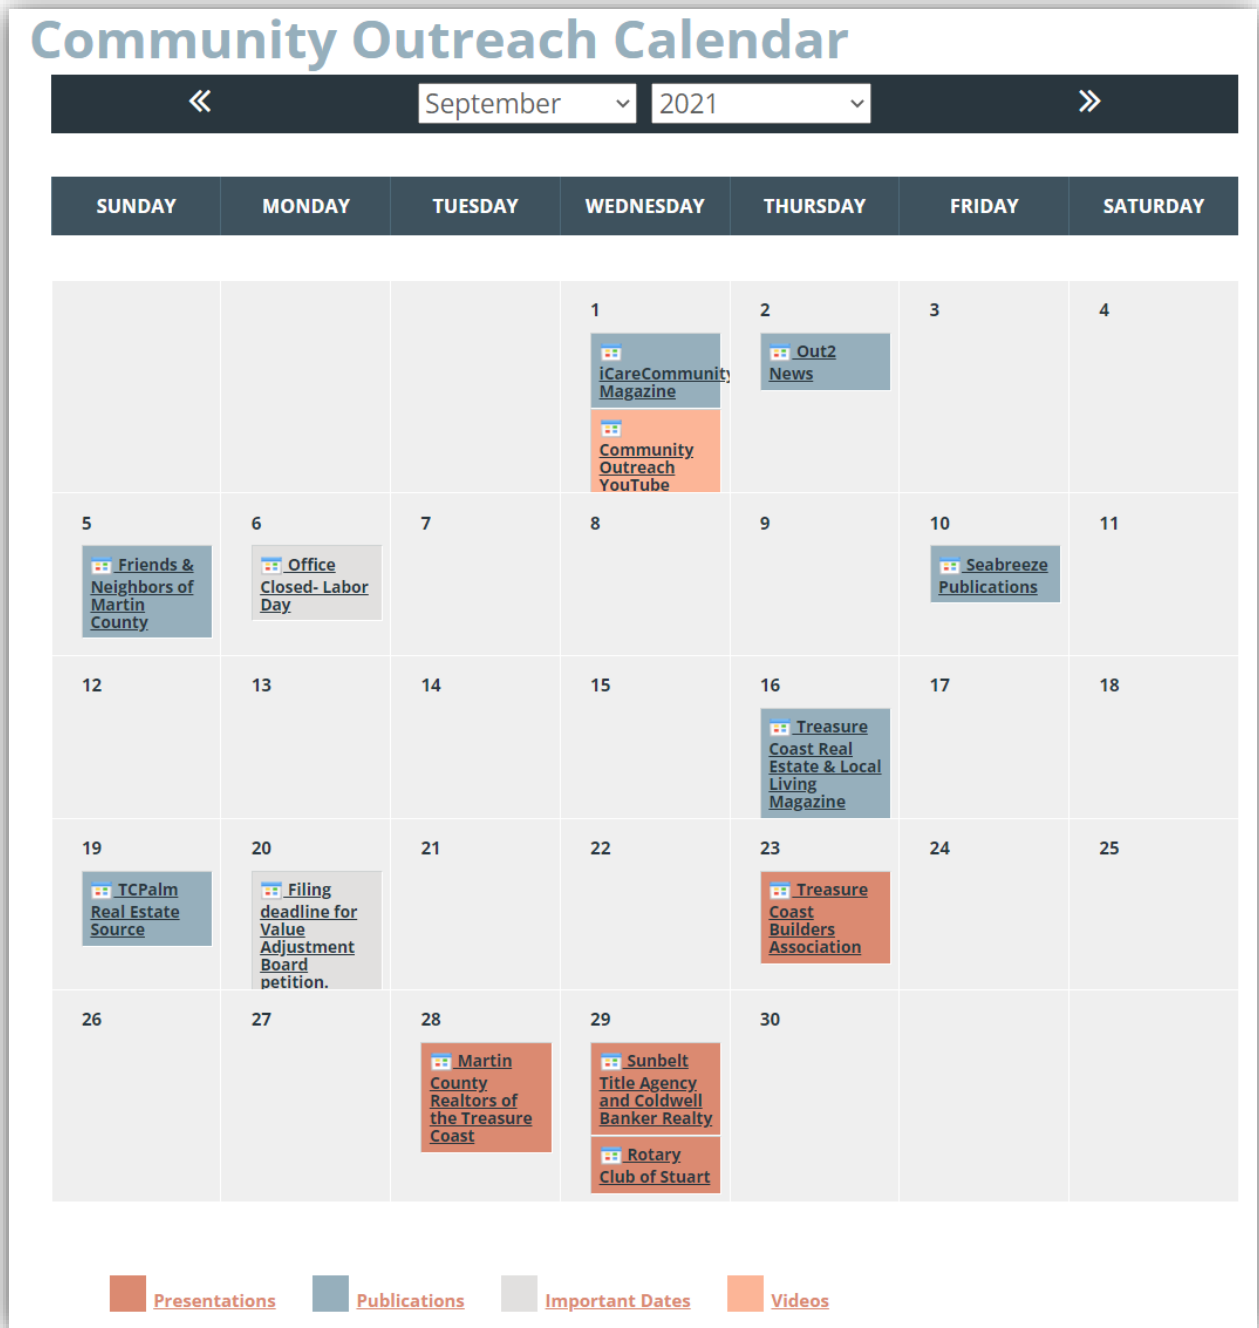 Community Outreach Calendar
September 2021
SUNDAY MONDAY TUESDAY WEDNESDAY THURSDAY FRIDAY SATURDAY
1 2 3 4
iCareCommunity
Magazine
Community
Outreach
YouTube
Out2
News
5 6 7 8 9 10 11
Friends &
Neighbors of
Martin
County
Office
Closed- Labor
Day
Seabreeze
Publications
12 13 14 15 16 17 18
Treasure
Coast Real
Estate & Local
Living
Magazine
19 20 21 22 23 24 25
TCPalm
Real Estate
Source
Filing
deadline for
Value
Adjustment
Board
petition.
Treasure
Coast
Builders
Association
26 27 28 29 30
Martin
County
Realtors of
the Treasure
Coast
Sunbelt
Title Agency
and Coldwell
Banker Realty
Rotary
Club of Stuart
Presentations Publications Important Dates Videos